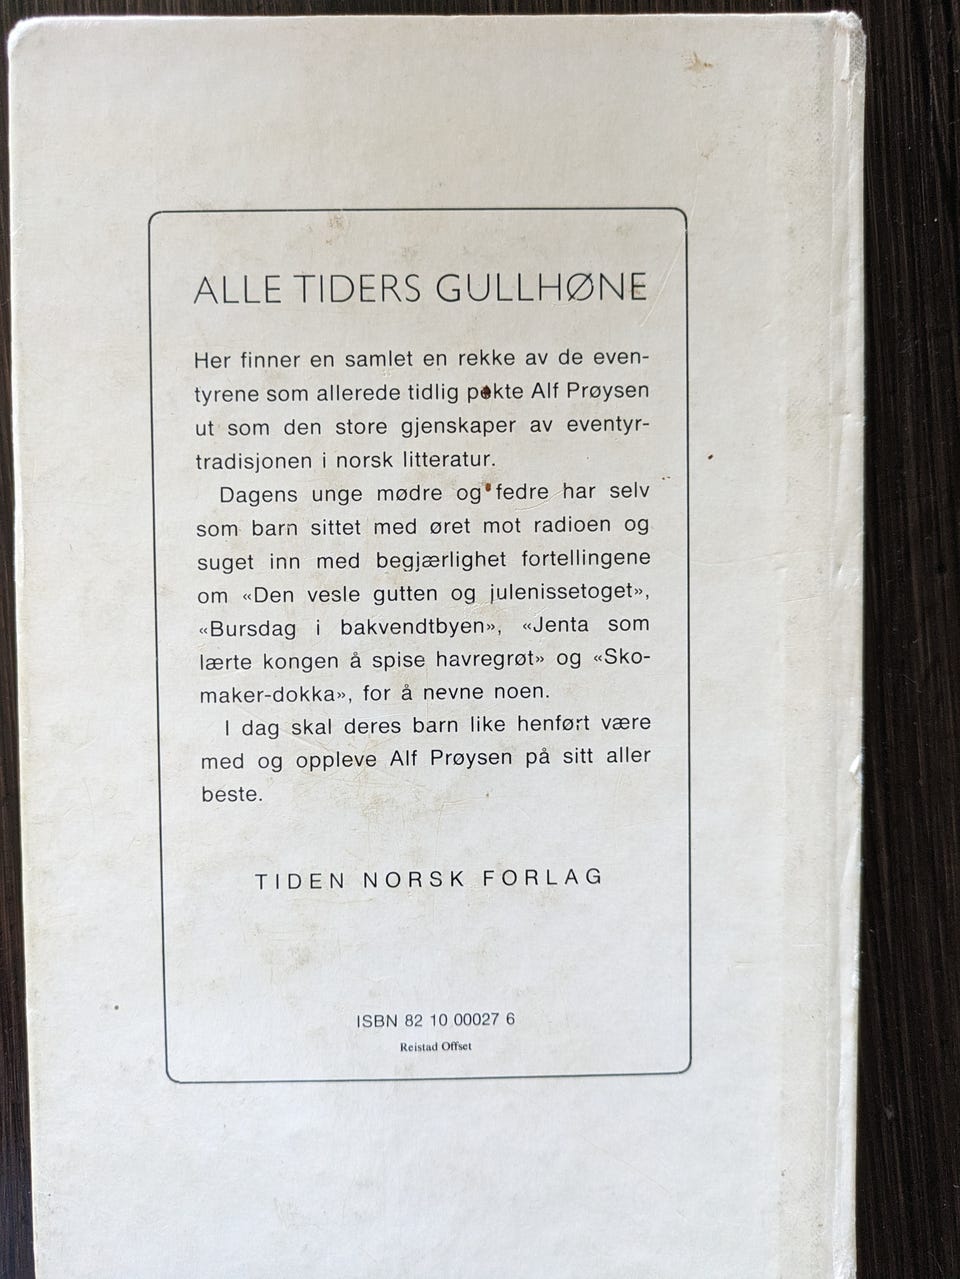 ALLE TIDERS GULLHØNE
Her finner en samlet en rekke av de even-
tyrene som allerede tidlig pekte Alf Prøysen
ut som den store gjenskaper av eventyr-
tradisjonen i norsk litteratur.
Dagens unge mødre og fedre har selv
som barn sittet med øret mot radioen og
suget inn med begjærlighet fortellingene
om «Den vesle gutten og julenissetoget»,
«Bursdag i bakvendtbyen», «Jenta som
lærte kongen å spise havregrøt» og «Sko-
maker-dokka», for å nevne noen.
I dag skal deres barn like henført være
med og oppleve Alf Prøysen på sitt aller
beste.
TIDEN NORSK FORLAG
ISBN 82 10 00027 6
Reistad Offset